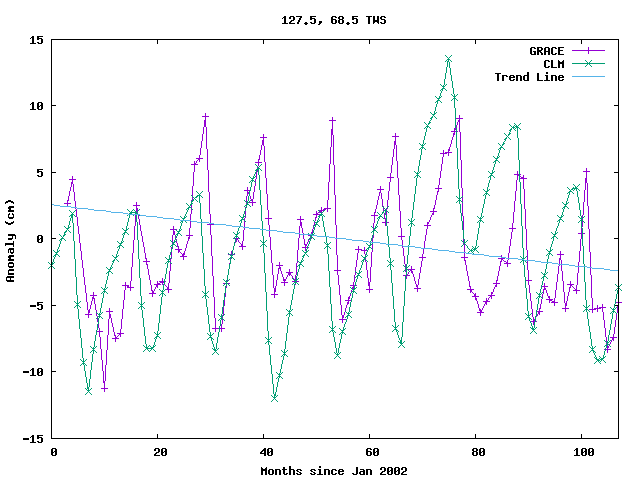 127.5, 68.5 TWS
GRACE
CLM
Trend Line
15
10
5
0
-5
-10
-15
Anomaly (cm)
0 20 40 60 80 100
Months since Jan 2002